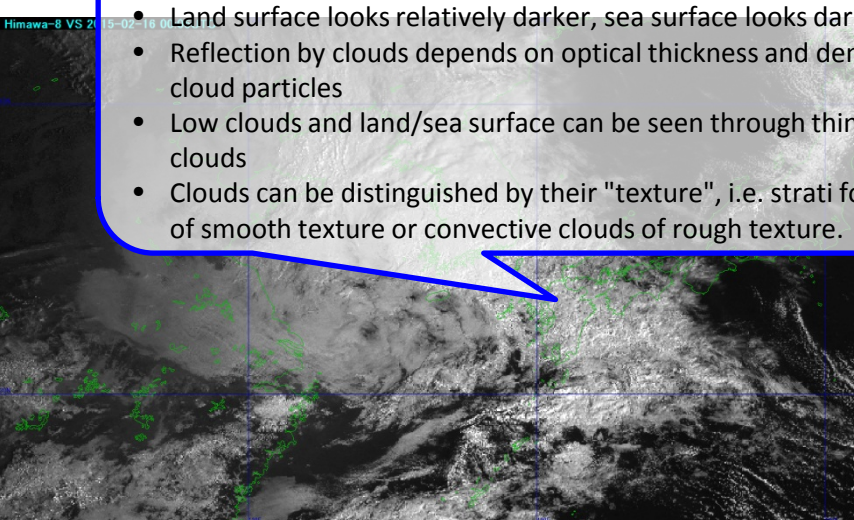 Himawa-8 VS 2015-02-16
• Land surface looks relatively darker, sea surface looks dar
• Reflection by clouds depends on optical thickness and den
cloud particles
• Low clouds and land/sea surface can be seen through thin
clouds
• Clouds can be distinguished by their "texture", i.e. strati fo
of smooth texture or convective clouds of rough texture.